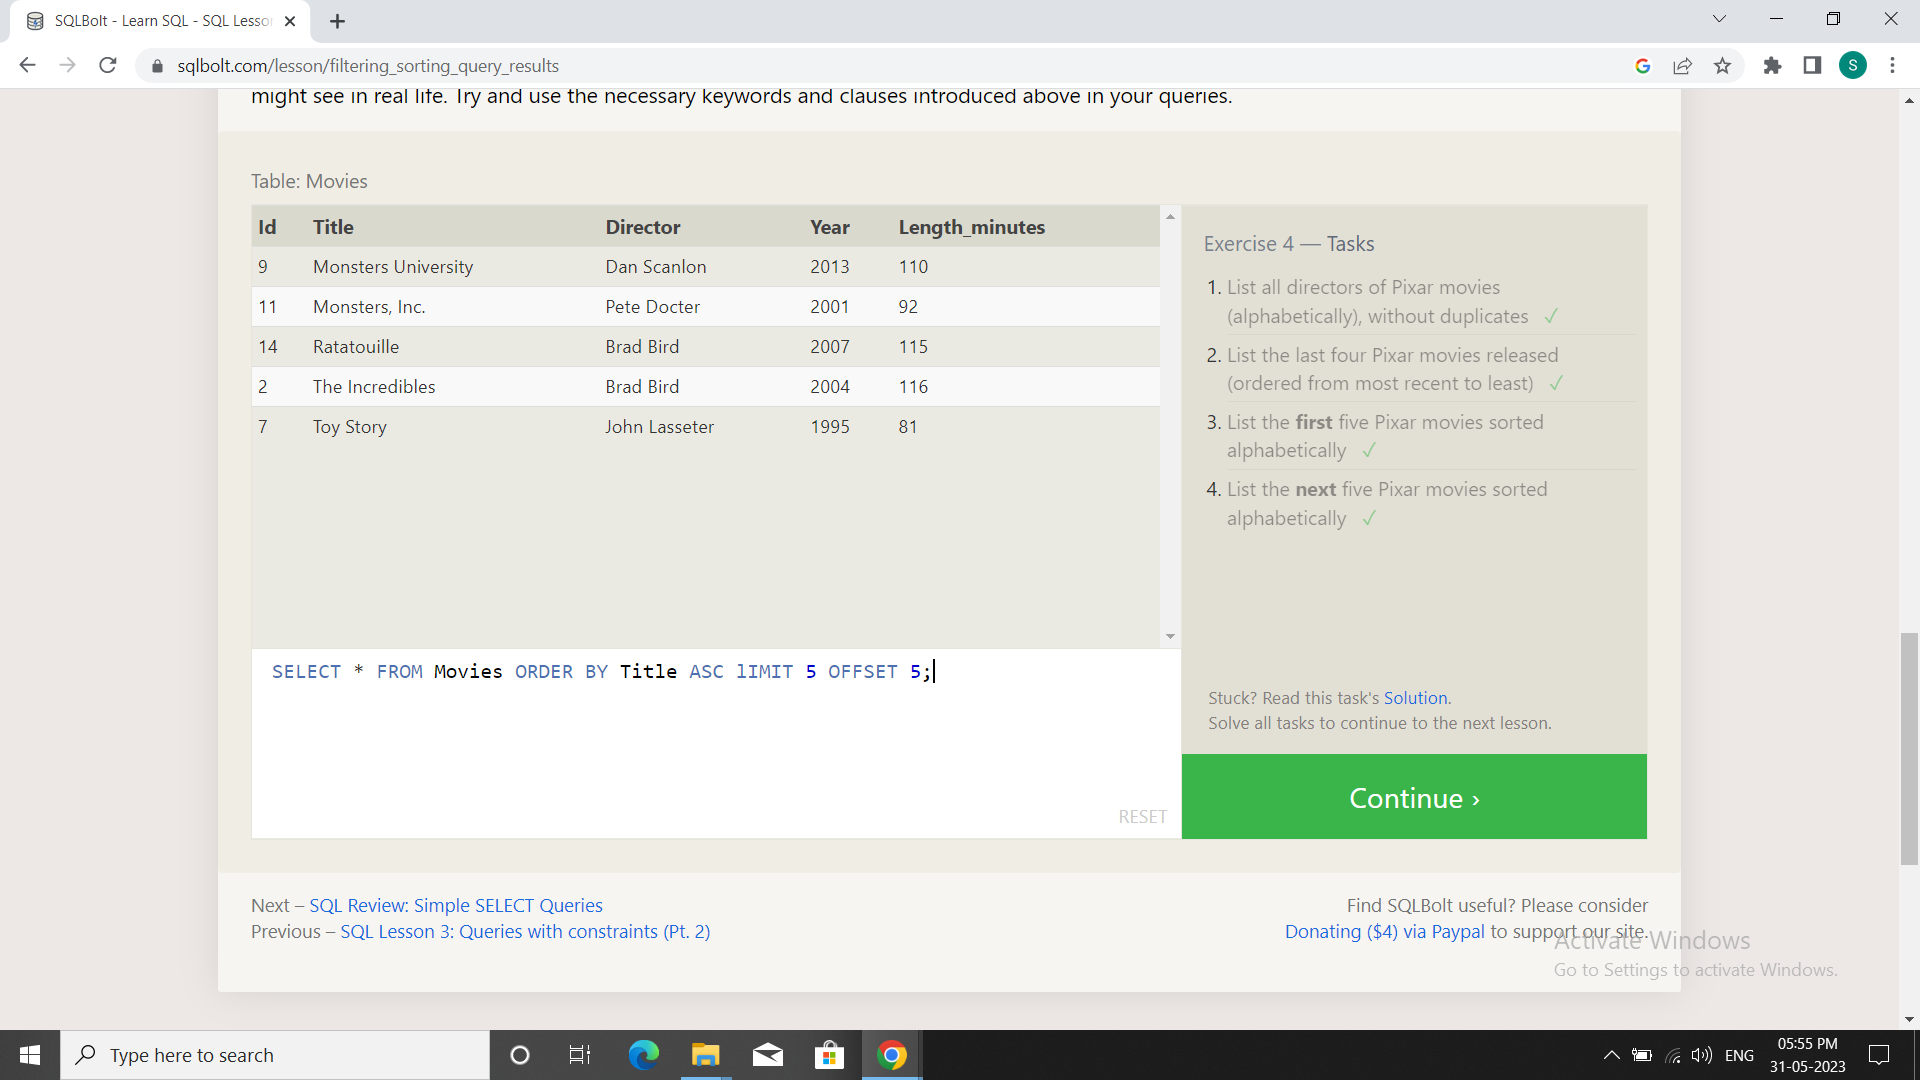 SQLBolt - Learn SQL - SQL Lesso
sqlbolt.com/lesson/filtering_sorting_query_results
S
might see in real life. Try and use the necessary keywords and clauses introduced above in your queries.
Table: Movies
Id Title Director Year Length_minutes
9 Monsters University Dan Scanlon 2013 110
11 Monsters, Inc. Pete Docter 2001 92
14 Ratatouille Brad Bird 2007 115
2 The Incredibles Brad Bird 2004 116
7 Toy Story John Lasseter 1995 81
SELECT * FROM Movies ORDER BY Title ASC lIMIT 5 OFFSET 5;
RESET
Exercise 4 — Tasks
1. List all directors of Pixar movies
(alphabetically), without duplicates ✓
2. List the last four Pixar movies released
(ordered from most recent to least) ✓
3. List the first five Pixar movies sorted
alphabetically ✓
4. List the next five Pixar movies sorted
alphabetically ✓
Stuck? Read this task's Solution.
Solve all tasks to continue to the next lesson.
Continue ›
Next – SQL Review: Simple SELECT Queries
Previous – SQL Lesson 3: Queries with constraints (Pt. 2)
Find SQLBolt useful? Please consider
Donating ($4) via Paypal to support our site.
Activate Windows
Go to Settings to activate Windows.
Type here to search
ENG
05:55 PM
31-05-2023